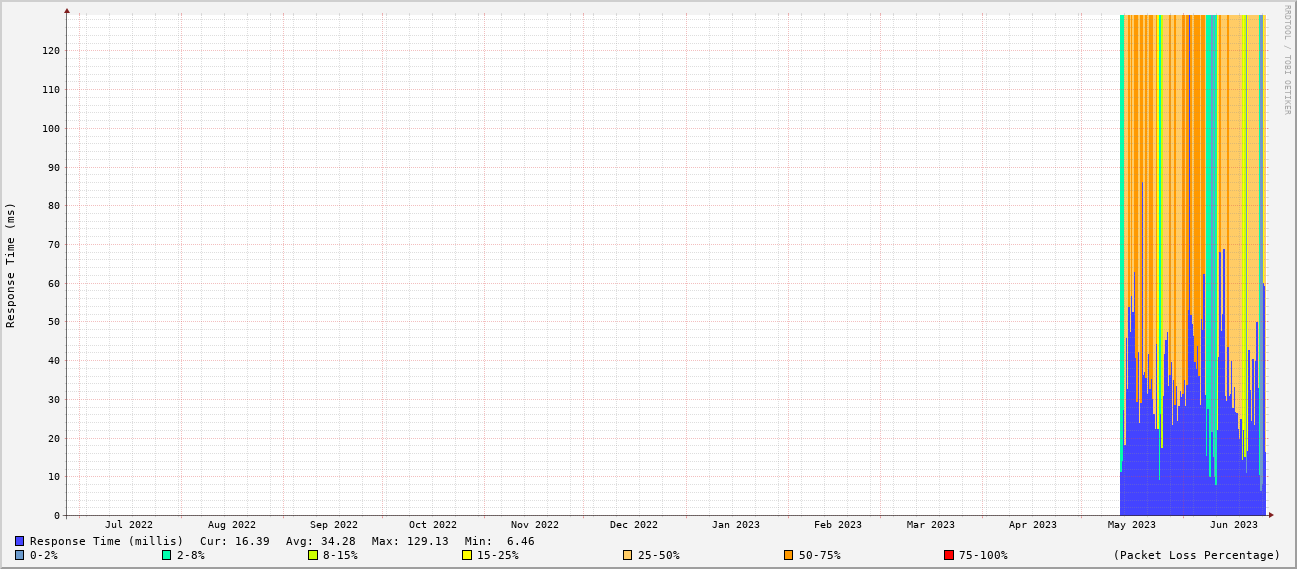 RRDTOOL / TOBI OETIKER
Response Time (ms)
120
110
100
90
80
70
60
50
40
30
20
10
0
Jul 2022 Aug 2022 Sep 2022 Oct 2022 Nov 2022 Dec 2022 Jan 2023 Feb 2023 Mar 2023 Apr 2023 May 2023 Jun 2023
Response Time (millis) Cur: 16.39 Avg: 34.28 Max: 129.13 Min: 6.46
0-2% 2-8% 8-15% 15-25% 25-50% 50-75% 75-100% (Packet Loss Percentage)